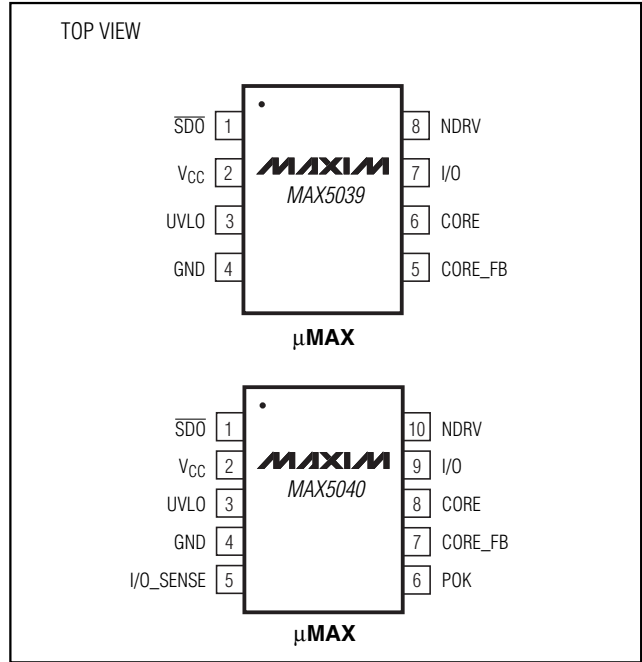 TOP VIEW
SDO 1
VCC 2
UVLO 3
GND 4
MAXIM
MAX5039
8 NDRV
7 I/O
6 CORE
5 CORE_FB
µMAX
SDO 1
VCC 2
UVLO 3
GND 4
I/O_SENSE 5
MAXIM
MAX5040
10 NDRV
9 I/O
8 CORE
7 CORE_FB
6 POK
µMAX